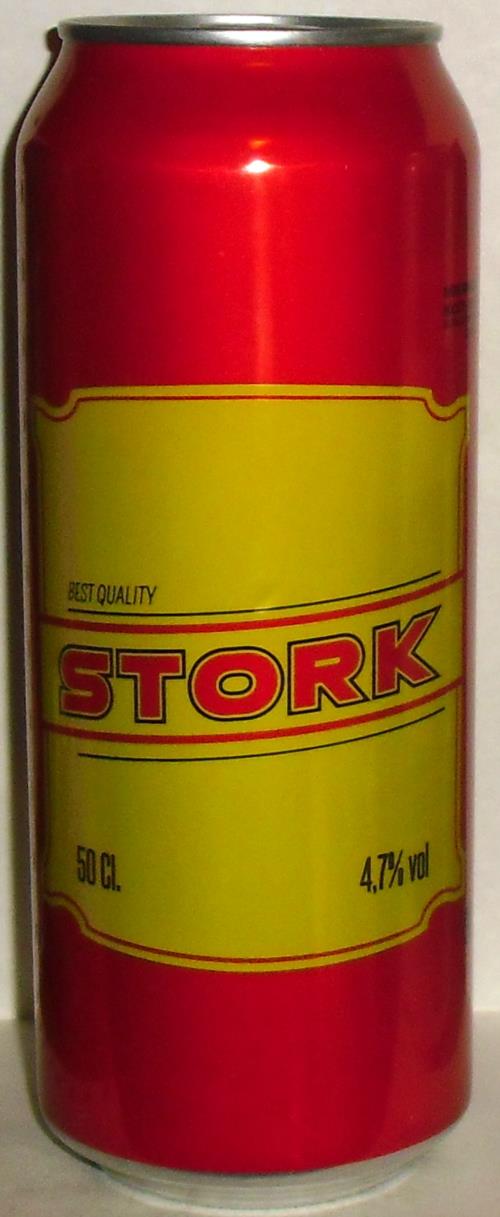 BEST QUALITY
STORK
50 Cl. 4,7% vol